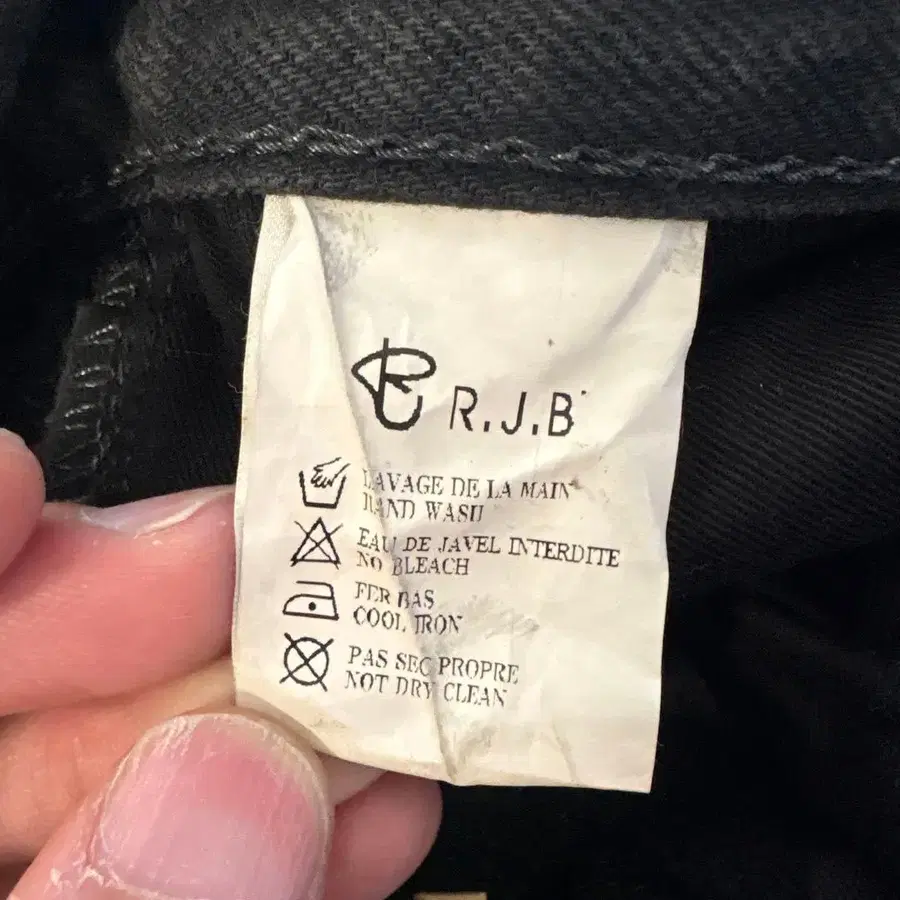 R.J.B
LAVAGE DE LA MAIN
HAND WASH
EAU DE JAVEL INTERDITE
NO BLEACH
FER BAS
COOL IRON
PAS SEC PROPRE
NOT DRY CLEAN